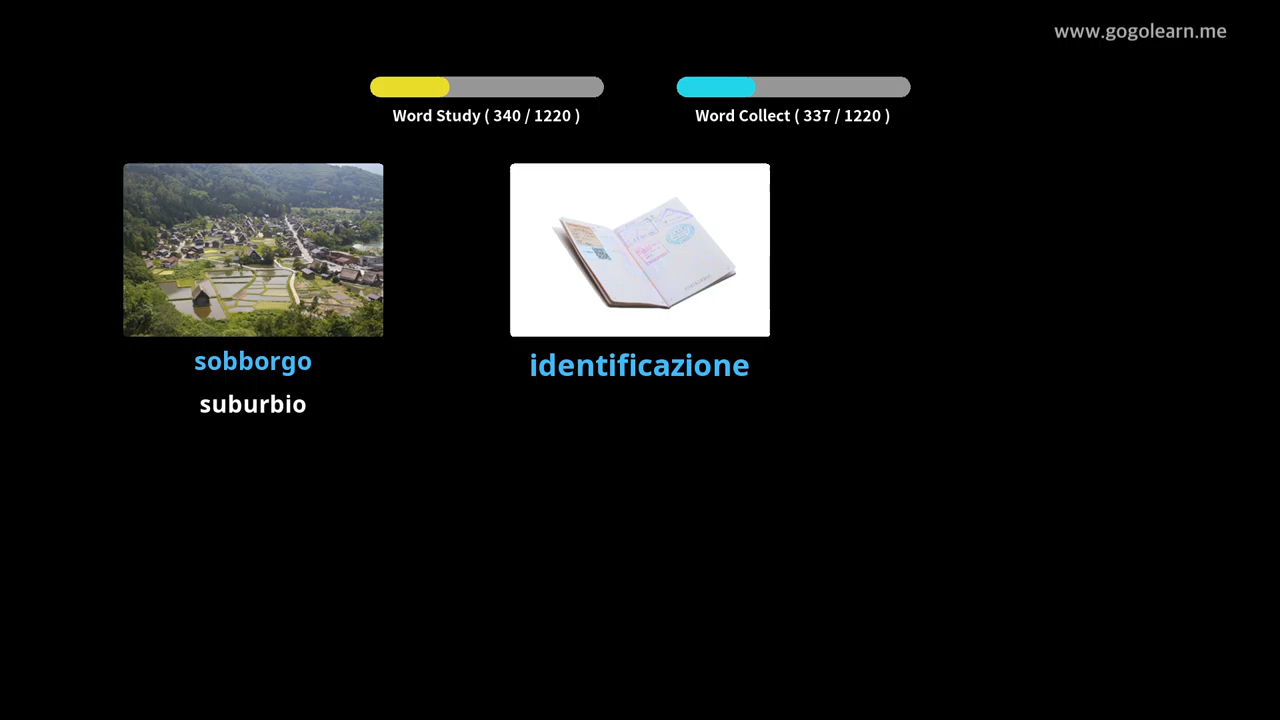 www.gogolearn.me
Word Study ( 340 / 1220 )
Word Collect ( 337 / 1220 )
sobborgo
suburbio
identificazione